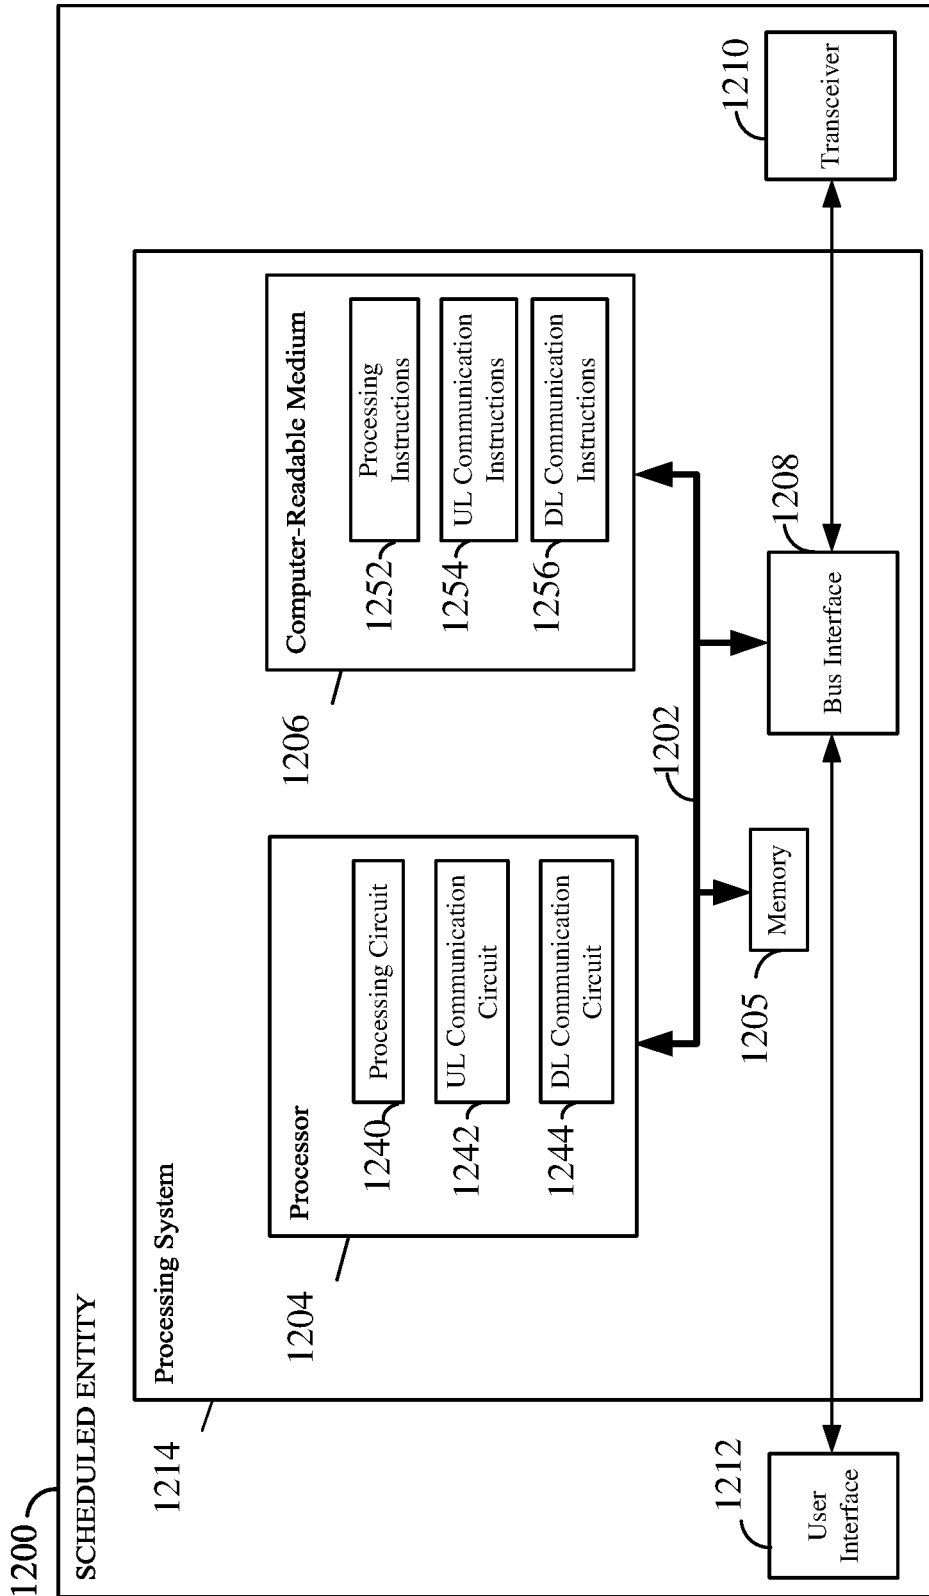 1200
SCHEDULED ENTITY
1214
Processing System
1204
Processor
1240
Processing Circuit
1242
UL Communication
Circuit
1244
DL Communication
Circuit
1206
Computer-Readable Medium
1252
Processing
Instructions
1254
UL Communication
Instructions
1256
DL Communication
Instructions
1202
1205
Memory
1208
Bus Interface
1212
User
Interface
1210
Transceiver